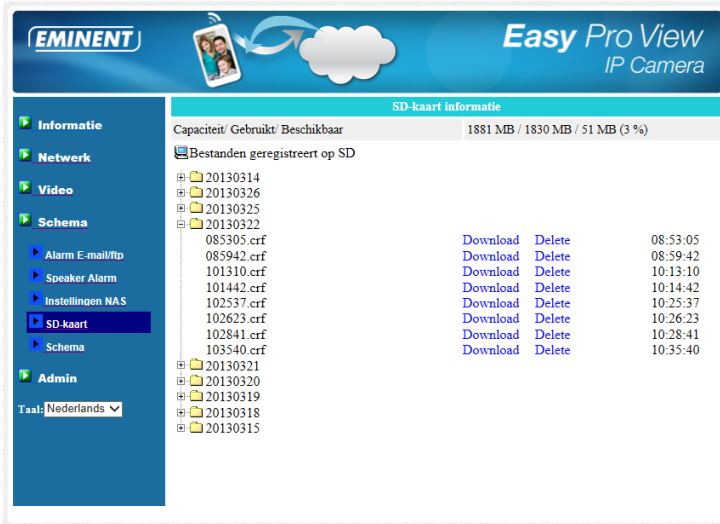 EMINENT
Easy Pro View
IP Camera
Informatie
Netwerk
Video
Schema
Alarm E-mail/ftp
Speaker Alarm
Instellingen NAS
SD-kaart
Schema
Admin
Taal: Nederlands
SD-kaart informatie
Capaciteit/ Gebruikt/ Beschikbaar 1881 MB / 1830 MB / 51 MB (3 %)
Bestanden geregistreert op SD
20130314
20130326
20130325
20130322
085305.crf Download Delete 08:53:05
085942.crf Download Delete 08:59:42
101310.crf Download Delete 10:13:10
101442.crf Download Delete 10:14:42
102537.crf Download Delete 10:25:37
102623.crf Download Delete 10:26:23
102841.crf Download Delete 10:28:41
103540.crf Download Delete 10:35:40
20130321
20130320
20130319
20130318
20130315